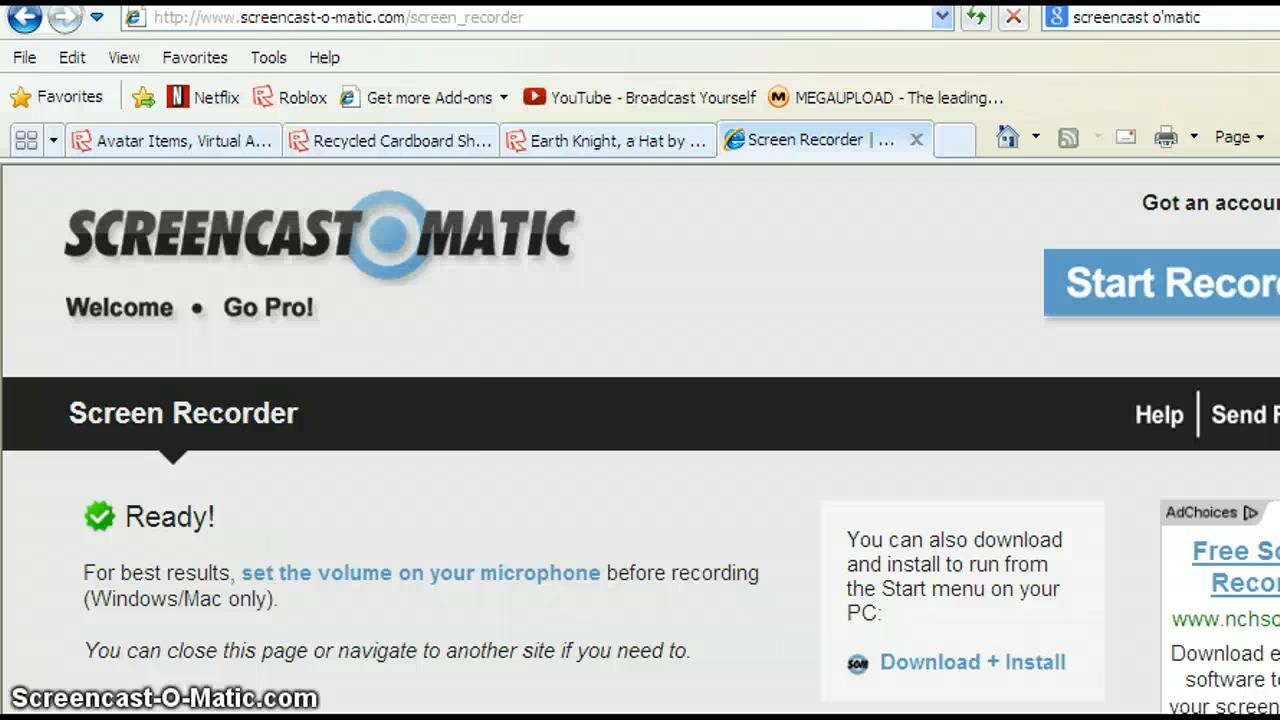 http://www.screencast-o-matic.com/screen_recorder
screencast o'matic
File Edit View Favorites Tools Help
Favorites Netflix Roblox Get more Add-ons YouTube - Broadcast Yourself MEGAUPLOAD - The leading...
Avatar Items, Virtual A... Recycled Cardboard Sh... Earth Knight, a Hat by ... Screen Recorder | ... Page
SCREENCAST O MATIC
Got an accoun
Start Recor
Welcome • Go Pro!
Screen Recorder
Help Send F
Ready!
For best results, set the volume on your microphone before recording
(Windows/Mac only).
You can close this page or navigate to another site if you need to.
You can also download
and install to run from
the Start menu on your
PC:
SOM Download + Install
AdChoices
Free Sc
Recor
www.nchso
Download e
software to
your screen
Screencast-O-Matic.com